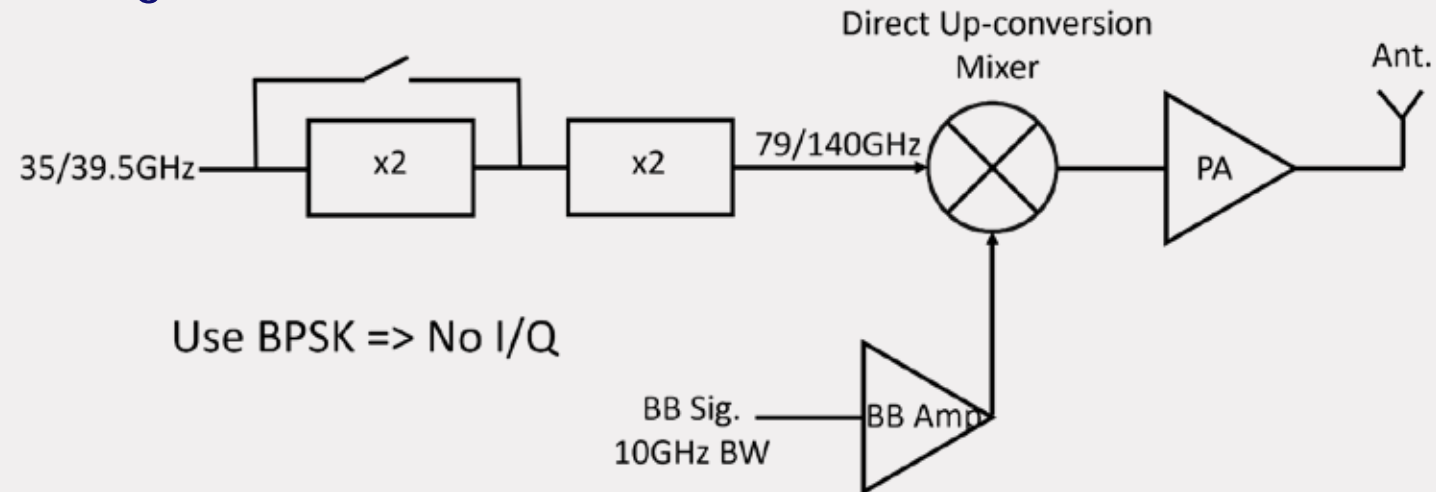 Direct Up-conversion
Mixer
Ant.
35/39.5GHz
x2
x2
79/140GHz
PA
Use BPSK => No I/Q
BB Sig.
10GHz BW
BB Amp